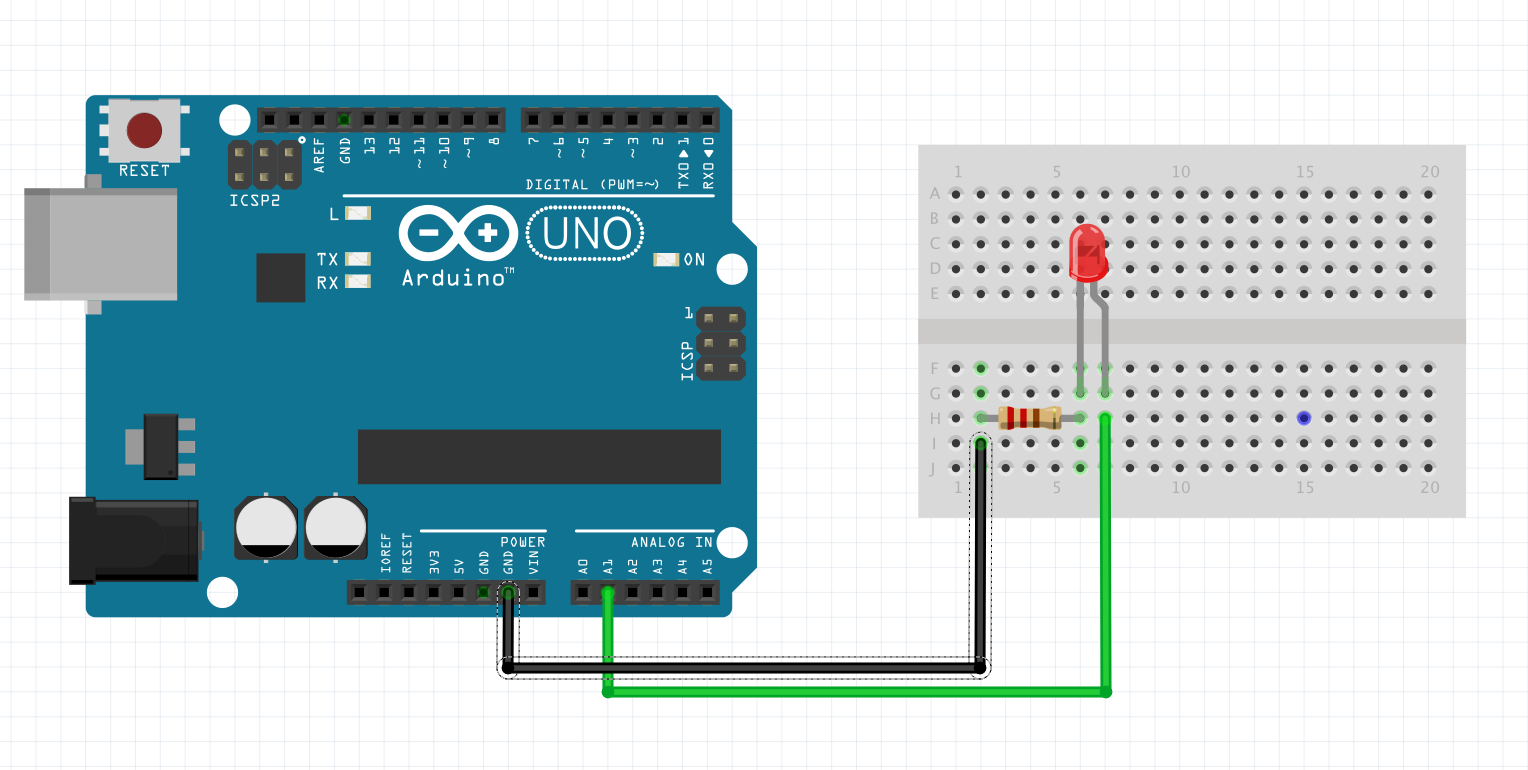 RESET
ICSP2
AREF
GND
13
12
~11
~10
~9
8
7
~6
~5
4
~3
2
TX0▶1
RX0◀0
DIGITAL (PWM=~)
L
TX
RX
UNO
Arduino™
ON
1
ICSP
POWER
ANALOG IN
IOREF
RESET
3V3
5V
GND
GND
VIN
A0
A1
A2
A3
A4
A5
1 5 10 15 20
A
B
C
D
E
F
G
H
I
J
1 5 10 15 20